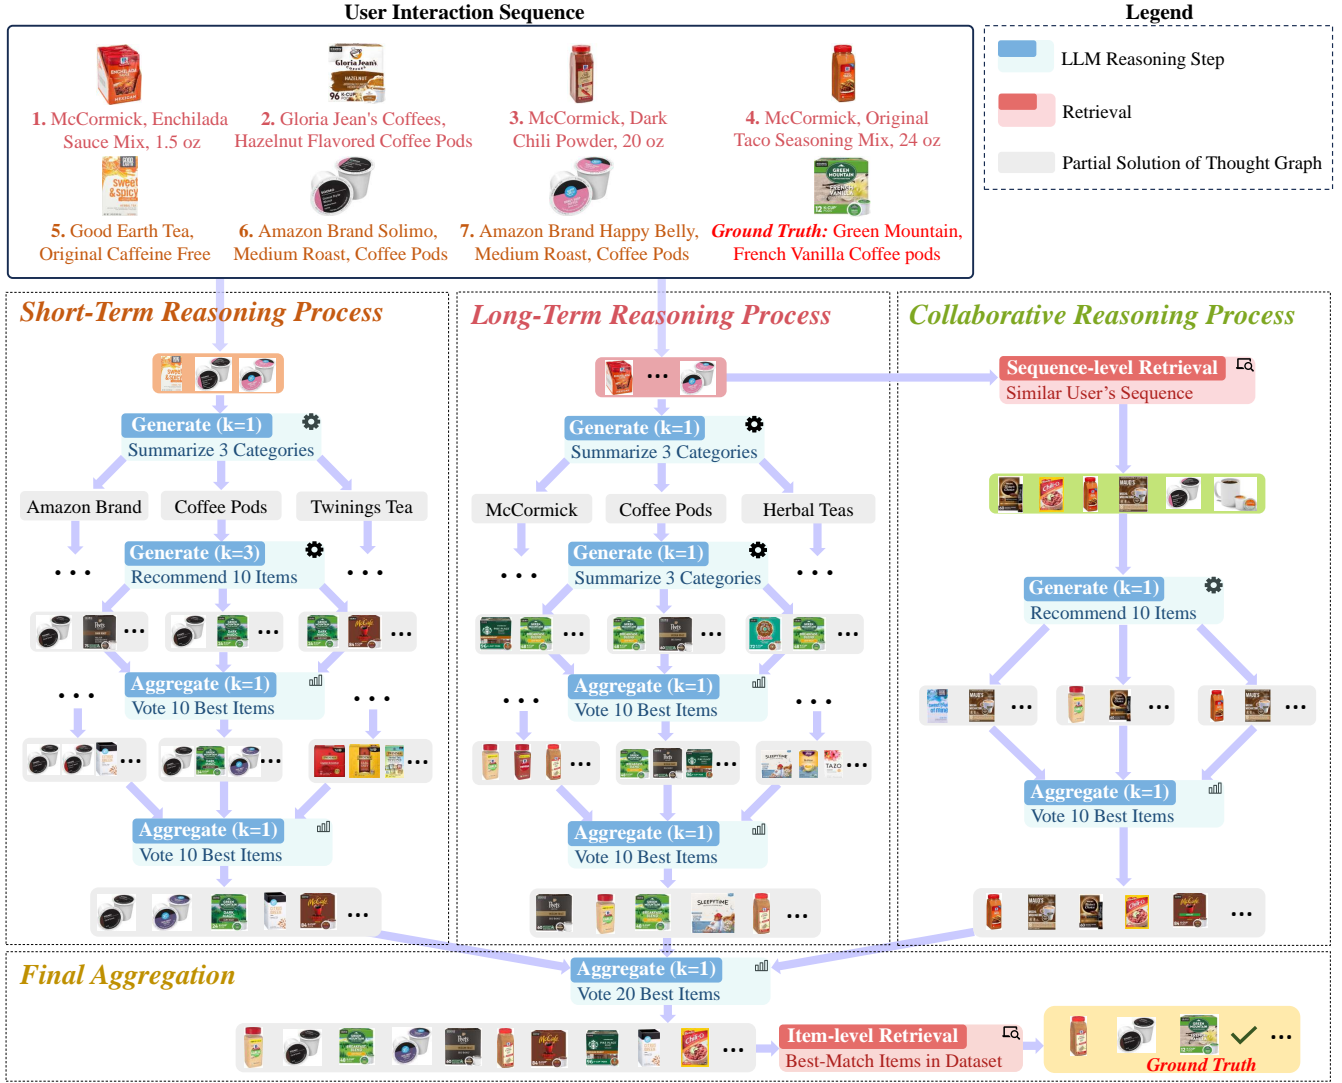 User Interaction Sequence
Legend
1. McCormick, Enchilada
Sauce Mix, 1.5 oz
2. Gloria Jean's Coffees,
Hazelnut Flavored Coffee Pods
3. McCormick, Dark
Chili Powder, 20 oz
4. McCormick, Original
Taco Seasoning Mix, 24 oz
5. Good Earth Tea,
Original Caffeine Free
6. Amazon Brand Solimo,
Medium Roast, Coffee Pods
7. Amazon Brand Happy Belly,
Medium Roast, Coffee Pods
Ground Truth: Green Mountain,
French Vanilla Coffee pods
LLM Reasoning Step
Retrieval
Partial Solution of Thought Graph
Short-Term Reasoning Process
Generate (k=1)
Summarize 3 Categories
Amazon Brand
Coffee Pods
Twinings Tea
Generate (k=3)
Recommend 10 Items
Aggregate (k=1)
Vote 10 Best Items
Aggregate (k=1)
Vote 10 Best Items
Long-Term Reasoning Process
Generate (k=1)
Summarize 3 Categories
McCormick
Coffee Pods
Herbal Teas
Generate (k=1)
Summarize 3 Categories
Aggregate (k=1)
Vote 10 Best Items
Aggregate (k=1)
Vote 10 Best Items
Collaborative Reasoning Process
Sequence-level Retrieval
Similar User's Sequence
Generate (k=1)
Recommend 10 Items
Aggregate (k=1)
Vote 10 Best Items
Final Aggregation
Aggregate (k=1)
Vote 20 Best Items
Item-level Retrieval
Best-Match Items in Dataset
Ground Truth